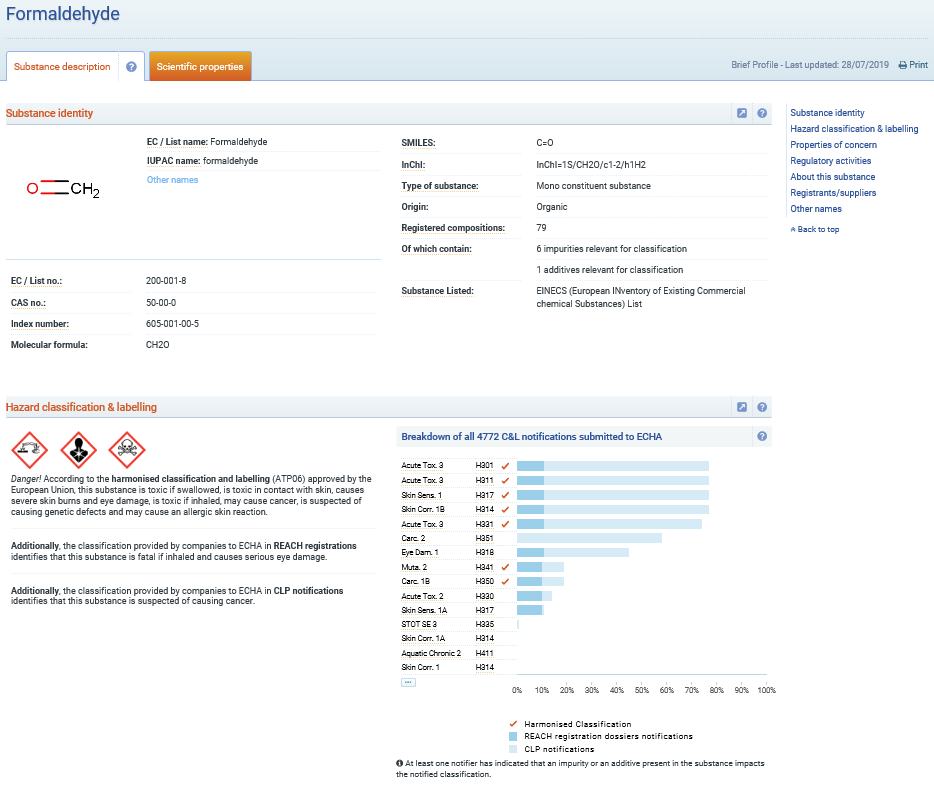 Formaldehyde
Substance description
Scientific properties
Brief Profile - Last updated: 28/07/2019 Print
Substance identity
EC / List name: Formaldehyde
IUPAC name: formaldehyde
Other names
O CH2
EC / List no.: 200-001-8
CAS no.: 50-00-0
Index number: 605-001-00-5
Molecular formula: CH2O
SMILES: C=O
InChI: InChI=1S/CH2O/c1-2/h1H2
Type of substance: Mono constituent substance
Origin: Organic
Registered compositions: 79
Of which contain: 6 impurities relevant for classification
1 additives relevant for classification
Substance Listed: EINECS (European INventory of Existing Commercial
chemical Substances) List
Substance identity
Hazard classification & labelling
Properties of concern
Regulatory activities
About this substance
Registrants/suppliers
Other names
Back to top
Hazard classification & labelling
Danger! According to the harmonised classification and labelling (ATP06) approved by the
European Union, this substance is toxic if swallowed, is toxic in contact with skin, causes
severe skin burns and eye damage, is toxic if inhaled, may cause cancer, is suspected of
causing genetic defects and may cause an allergic skin reaction.
Additionally, the classification provided by companies to ECHA in REACH registrations
identifies that this substance is fatal if inhaled and causes serious eye damage.
Additionally, the classification provided by companies to ECHA in CLP notifications
identifies that this substance is suspected of causing cancer.
Breakdown of all 4772 C&L notifications submitted to ECHA
Acute Tox. 3 H301
Acute Tox. 3 H311
Skin Sens. 1 H317
Skin Corr. 1B H314
Acute Tox. 3 H331
Carc. 2 H351
Eye Dam. 1 H318
Muta. 2 H341
Carc. 1B H350
Acute Tox. 2 H330
Skin Sens. 1A H317
STOT SE 3 H335
Skin Corr. 1A H314
Aquatic Chronic 2 H411
Skin Corr. 1 H314
0% 10% 20% 30% 40% 50% 60% 70% 80% 90% 100%
Harmonised Classification
REACH registration dossiers notifications
CLP notifications
At least one notifier has indicated that an impurity or an additive present in the substance impacts
the notified classification.